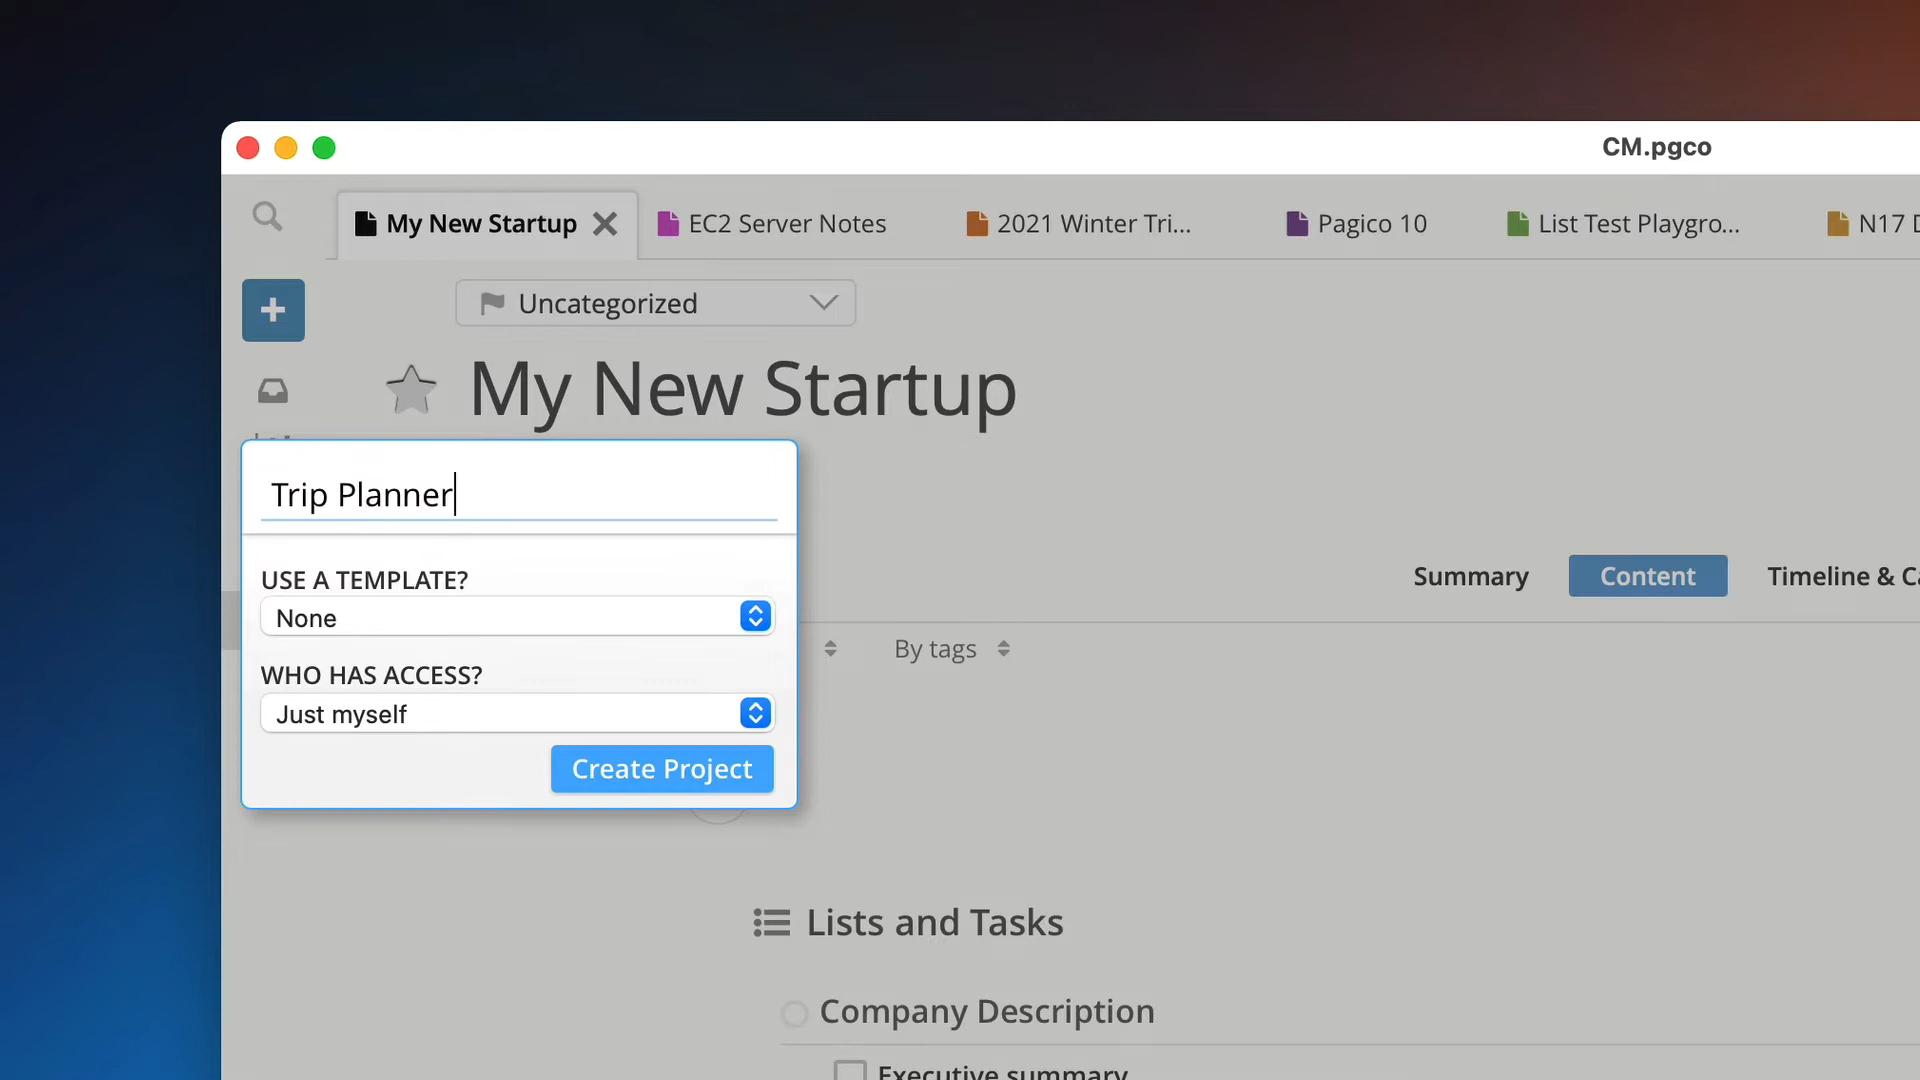 CM.pgco
My New Startup
EC2 Server Notes
2021 Winter Tri...
Pagico 10
List Test Playgro...
N17
Uncategorized
My New Startup
Trip Planner
USE A TEMPLATE?
None
WHO HAS ACCESS?
Just myself
Create Project
Summary
Content
Timeline &
By tags
Lists and Tasks
Company Description
Executive summary